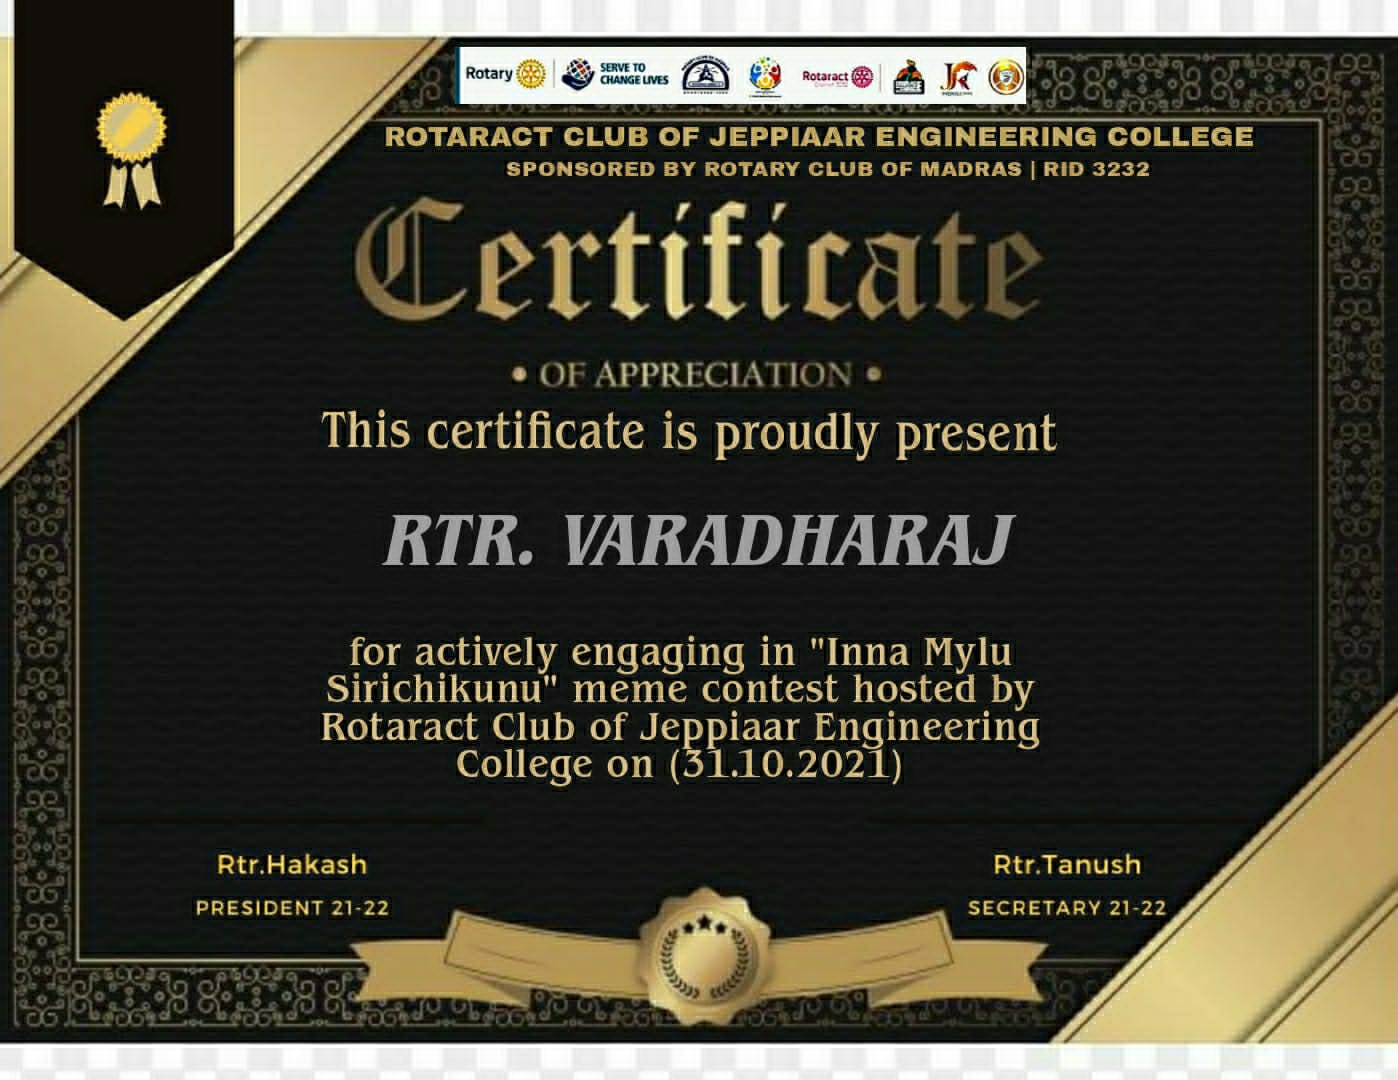 Rotary
SERVE TO
CHANGE LIVES
Rotaract
ROTARACT CLUB OF JEPPIAAR ENGINEERING COLLEGE
SPONSORED BY ROTARY CLUB OF MADRAS | RID 3232
Certificate
• OF APPRECIATION •
This certificate is proudly present
RTR. VARADHARAJ
for actively engaging in "Inna Mylu
Sirichikunu" meme contest hosted by
Rotaract Club of Jeppiaar Engineering
College on (31.10.2021)
Rtr.Hakash
PRESIDENT 21-22
Rtr.Tanush
SECRETARY 21-22